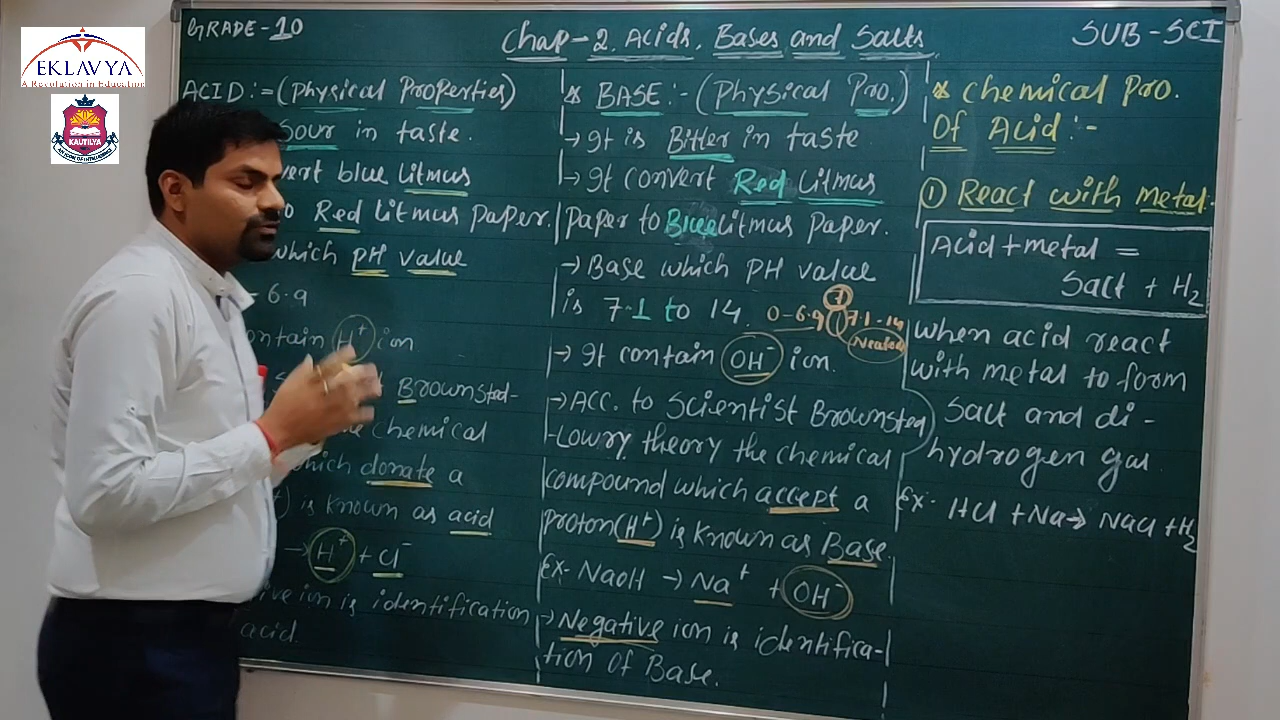 EKLAVYA
A Revolution in Education
KAUTILYA
GRADE-10
Chap-2. Acids, Bases and Salts
SUB-SCI
ACID:-(Physical Properties)
Sour in taste.
vert blue Litmus
Red Litmus paper.
which pH value
- 6.9
ontain H+ ion
Brownsted-
chemical
which donate a
) is known as acid
→ H+ + Cl-
ive ion is identification
acid.
* BASE:-(Physical Pro.)
→ It is Bitter in taste
→ It convert Red Litmus
paper to Blue Litmus paper.
→ Base which PH value
is 7.1 to 14.
0-6.9 7 7.1-14
→ It contain OH- ion.
→ ACC. to Scientist Brownsted
-Lowry theory the chemical
compound which accept a
proton(H+) is known as Base.
Ex- NaOH → Na+ + OH-
→ Negative ion is identifica-
tion of Base.
* Chemical Pro.
Of Acid:-
① React with metal.
Acid+metal =
Salt + H2
when acid react
with metal to form
Salt and di-
hydrogen gas
Ex- HCl + Na → NaCl + H2